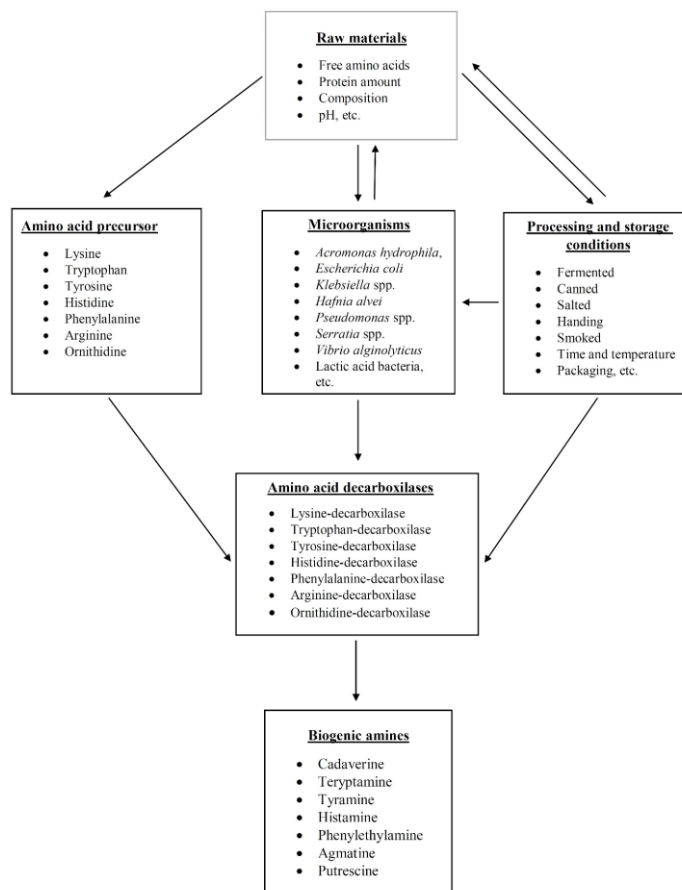 Raw materials
• Free amino acids
• Protein amount
• Composition
• pH, etc.
Amino acid precursor
• Lysine
• Tryptophan
• Tyrosine
• Histidine
• Phenylalanine
• Arginine
• Ornithidine
Microorganisms
• Acromonas hydrophila,
• Escherichia coli
• Klebsiella spp.
• Hafnia alvei
• Pseudomonas spp.
• Serratia spp.
• Vibrio alginolyticus
• Lactic acid bacteria,
etc.
Processing and storage
conditions
• Fermented
• Canned
• Salted
• Handing
• Smoked
• Time and temperature
• Packaging, etc.
Amino acid decarboxilases
• Lysine-decarboxilase
• Tryptophan-decarboxilase
• Tyrosine-decarboxilase
• Histidine-decarboxilase
• Phenylalanine-decarboxilase
• Arginine-decarboxilase
• Ornithidine-decarboxilase
Biogenic amines
• Cadaverine
• Teryptamine
• Tyramine
• Histamine
• Phenylethylamine
• Agmatine
• Putrescine